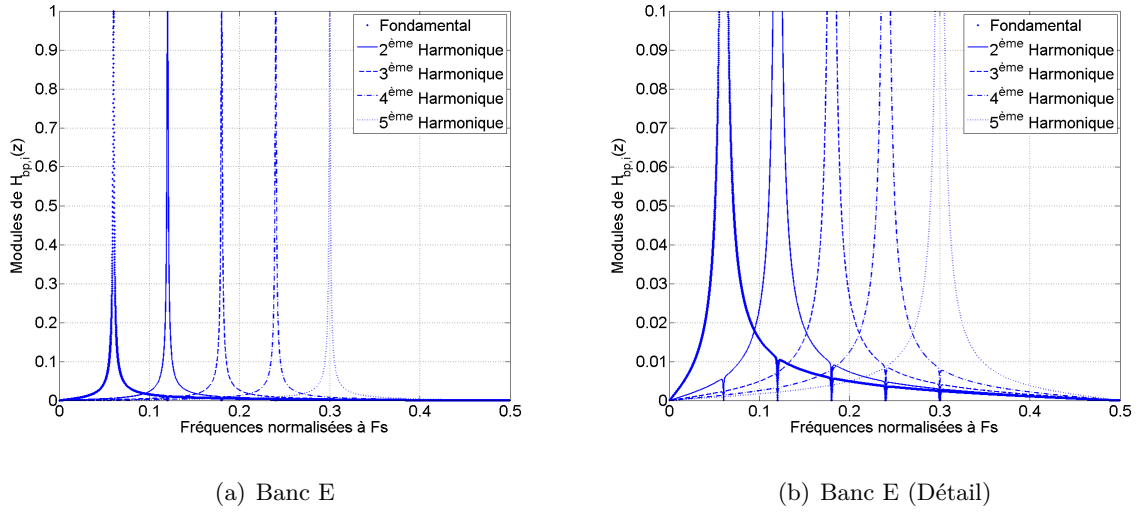 1
0.9
0.8
0.7
0.6
0.5
0.4
0.3
0.2
0.1
0
0 0.1 0.2 0.3 0.4 0.5
Modules de H_bp,i(z)
Fréquences normalisées à Fs
Fondamental
2ème Harmonique
3ème Harmonique
4ème Harmonique
5ème Harmonique
(a) Banc E
0.1
0.09
0.08
0.07
0.06
0.05
0.04
0.03
0.02
0.01
0
0 0.1 0.2 0.3 0.4 0.5
Modules de H_bp,i(z)
Fréquences normalisées à Fs
Fondamental
2ème Harmonique
3ème Harmonique
4ème Harmonique
5ème Harmonique
(b) Banc E (Détail)